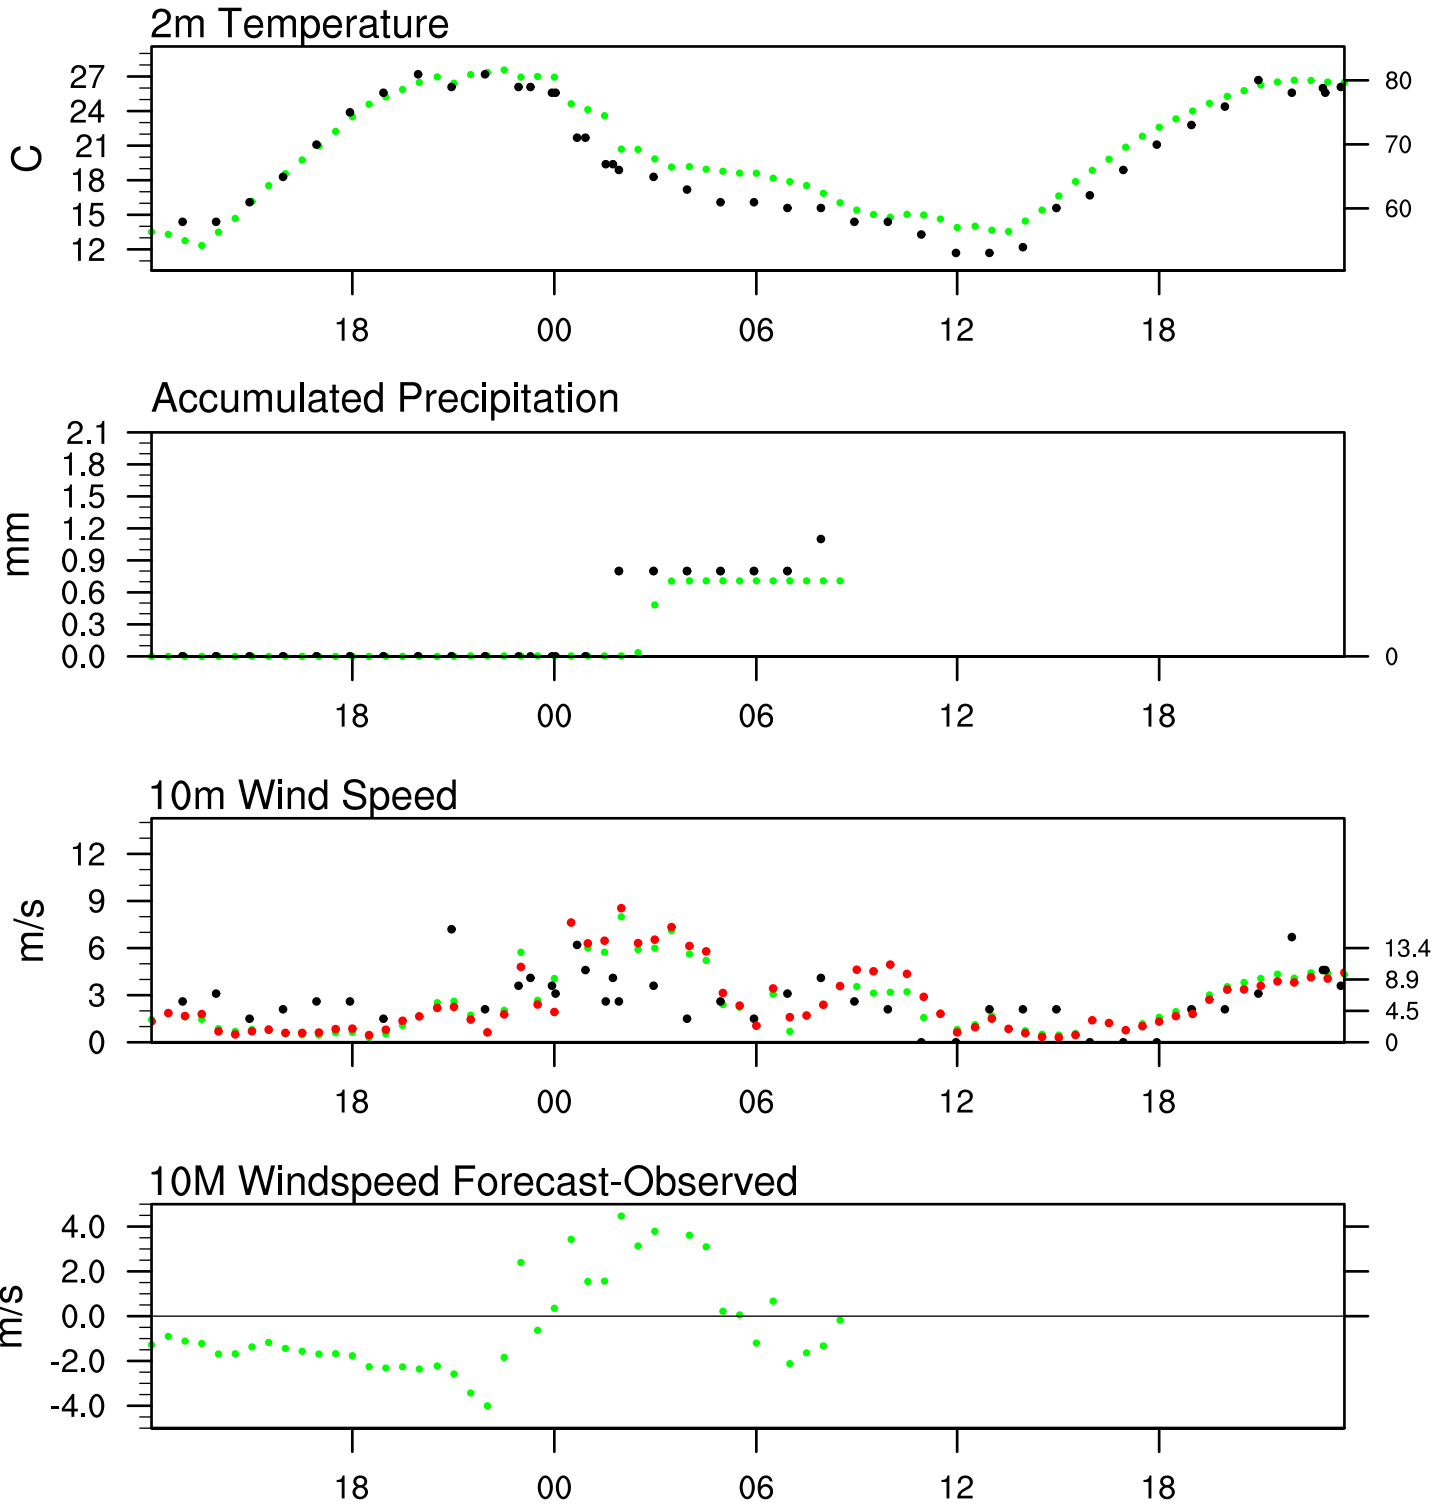 2m Temperature
27
24
21
18
15
12
C
80
70
60
18 00 06 12 18
Accumulated Precipitation
2.1
1.8
1.5
1.2
0.9
0.6
0.3
0.0
mm
0
18 00 06 12 18
10m Wind Speed
12
9
6
3
0
m/s
13.4
8.9
4.5
0
18 00 06 12 18
10M Windspeed Forecast-Observed
4.0
2.0
0.0
-2.0
-4.0
m/s
18 00 06 12 18